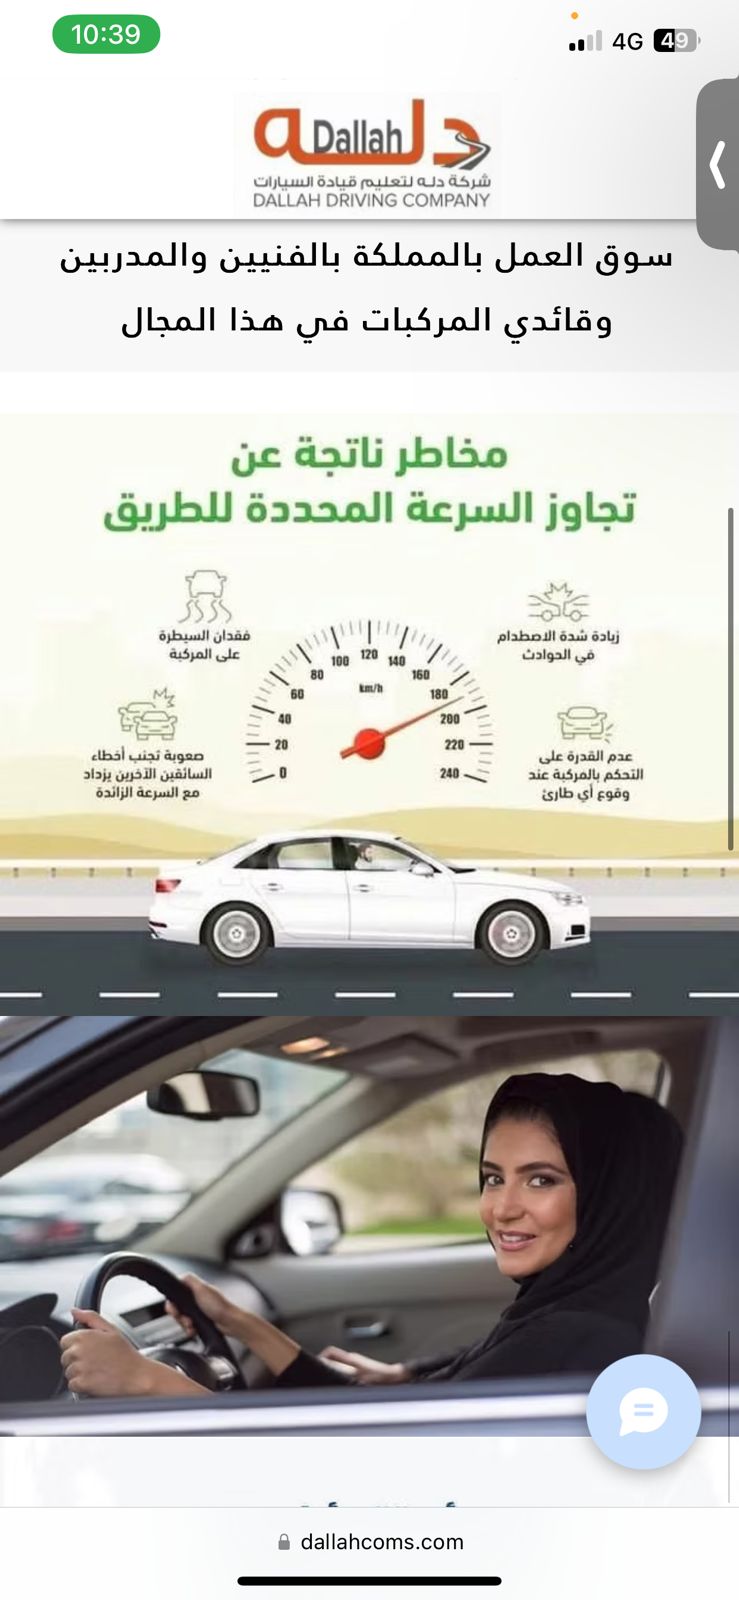 10:39
4G 49
دله Dallah
شركة دله لتعليم قيادة السيارات
DALLAH DRIVING COMPANY
سوق العمل بالمملكة بالفنيين والمدربين
وقائدي المركبات في هذا المجال
مخاطر ناتجة عن
تجاوز السرعة المحددة للطريق
زيادة شدة الاصطدام
في الحوادث
فقدان السيطرة
على المركبة
عدم القدرة على
التحكم بالمركبة عند
وقوع أي طارئ
صعوبة تجنب أخطاء
السائقين الآخرين يزداد
مع السرعة الزائدة
0 20 40 60 80 100 120 140 160 180 200 220 240
km/h
dallahcoms.com